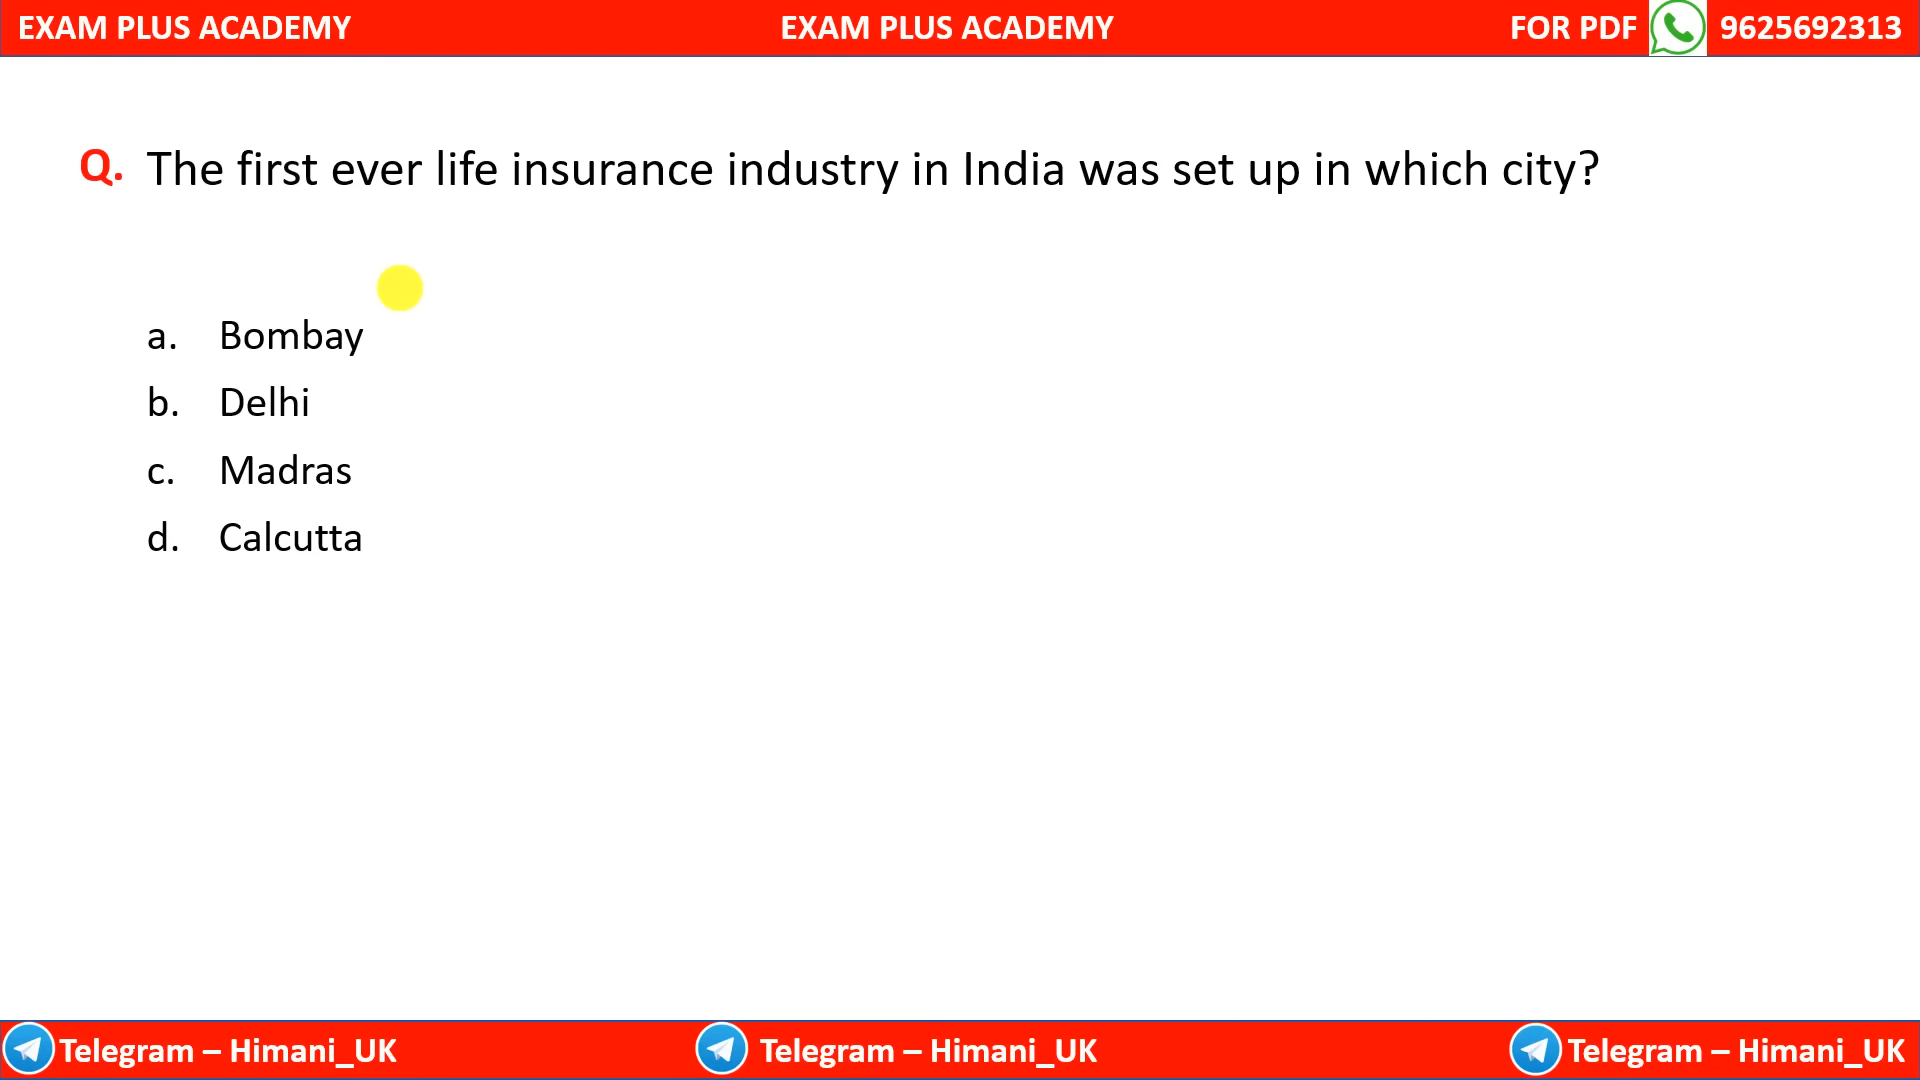 EXAM PLUS ACADEMY EXAM PLUS ACADEMY FOR PDF 9625692313
Q. The first ever life insurance industry in India was set up in which city?
a. Bombay
b. Delhi
c. Madras
d. Calcutta
Telegram – Himani_UK Telegram – Himani_UK Telegram – Himani_UK